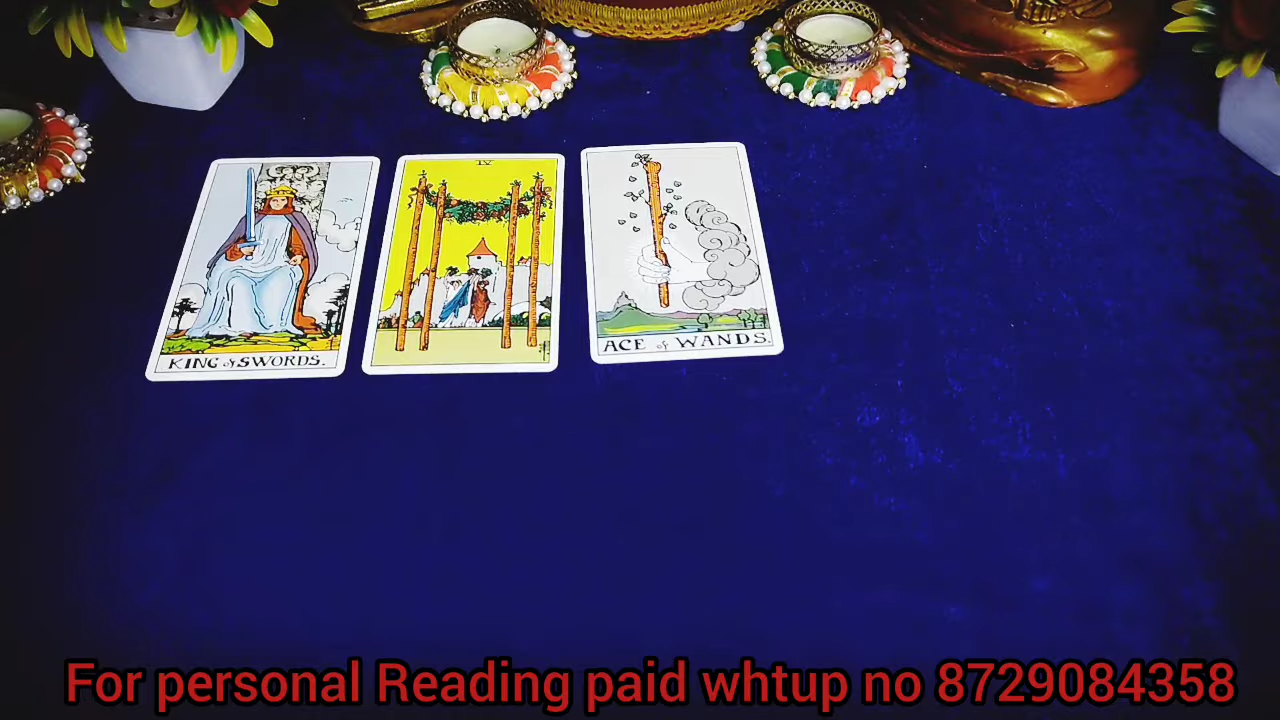 IV
KING of SWORDS.
ACE of WANDS.
For personal Reading paid whtup no 8729084358